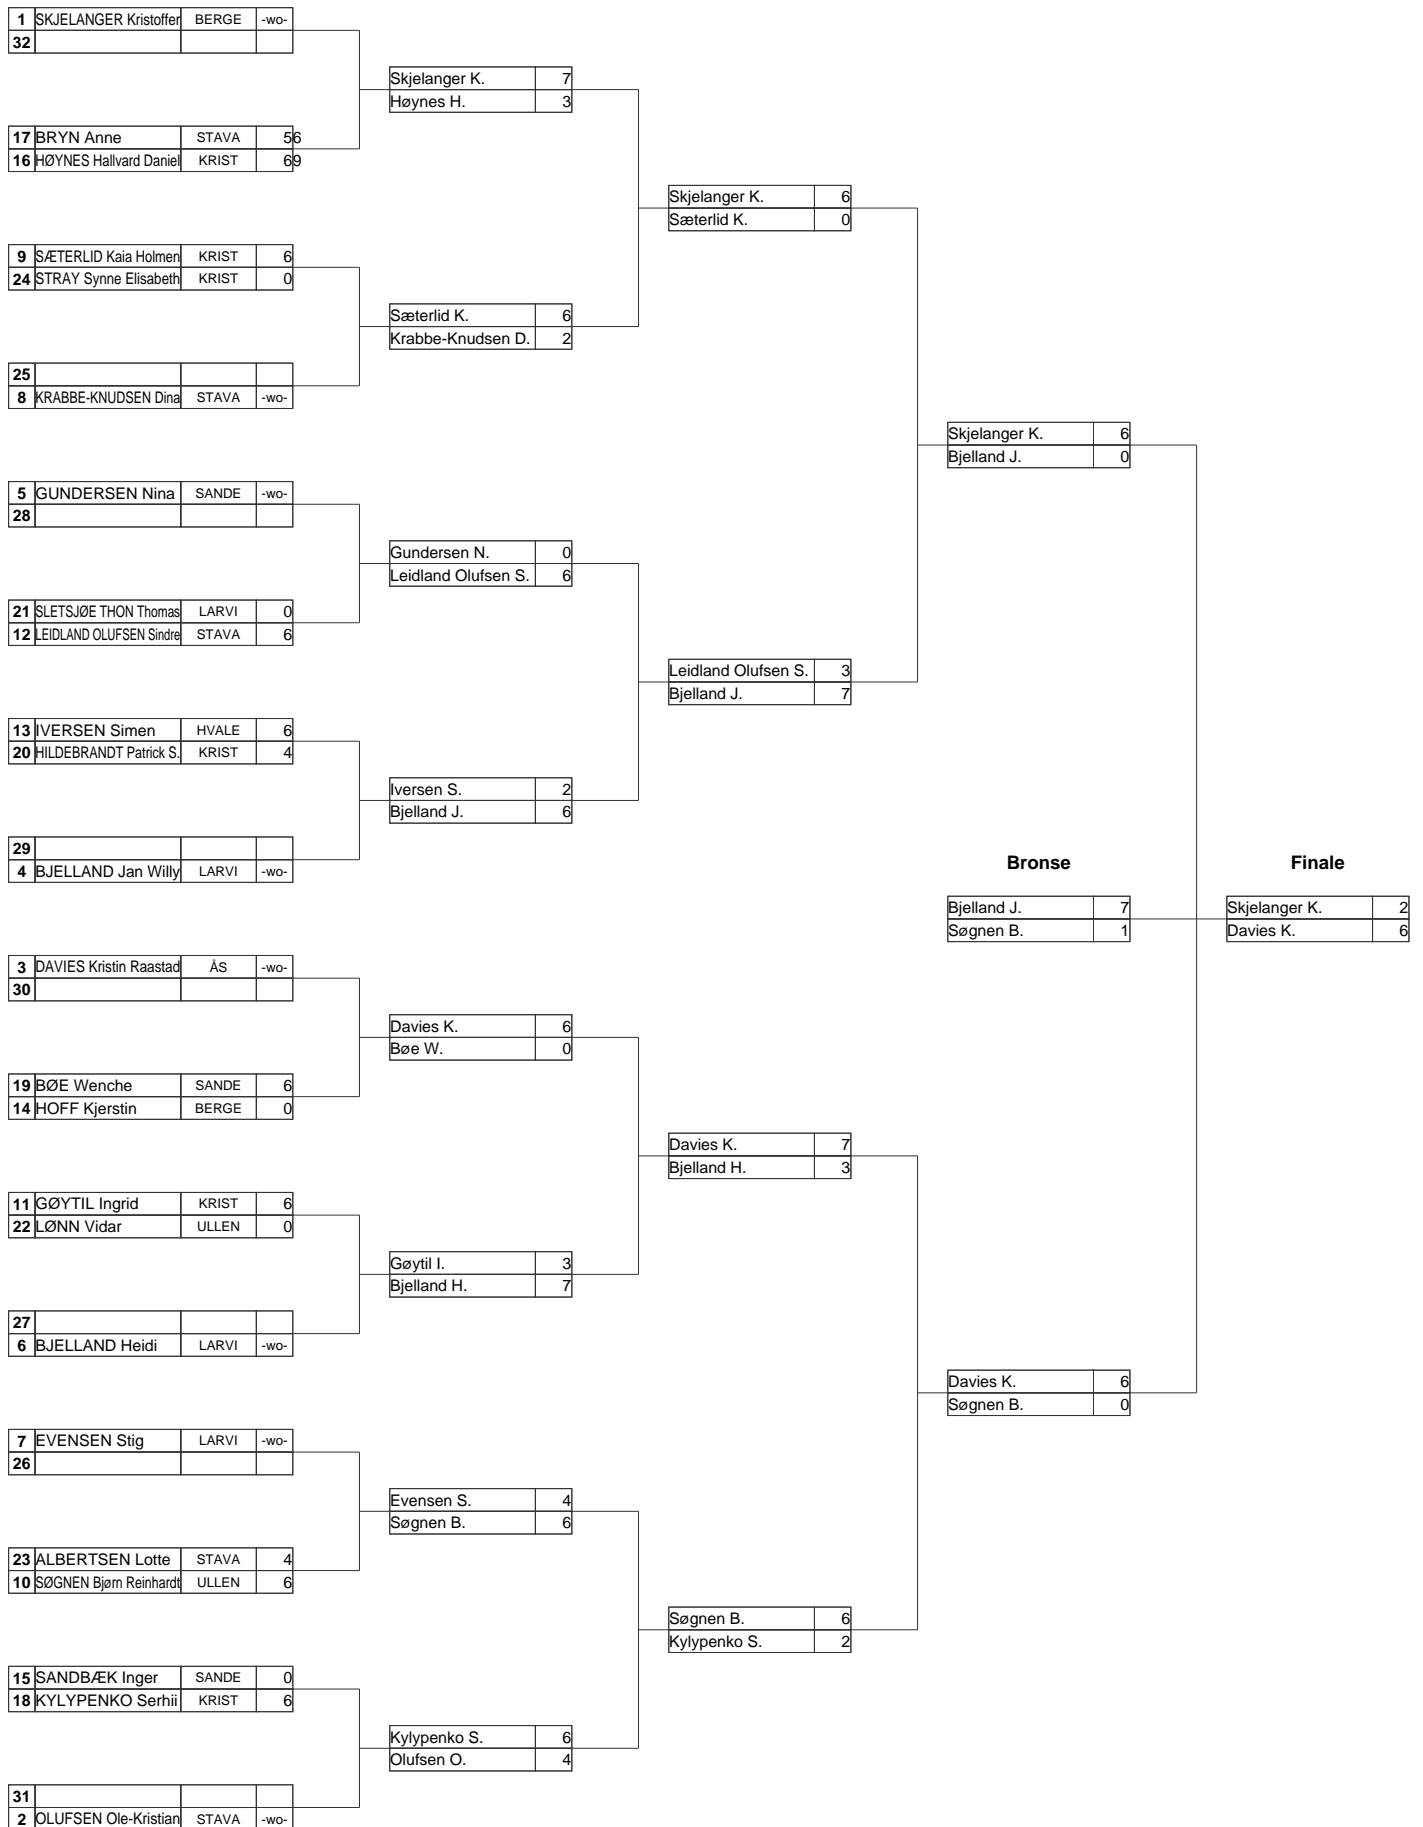 1 SKJELANGER Kristoffer BERGE -wo-
32
Skjelanger K. 7
Høynes H. 3
17 BRYN Anne STAVA 56
16 HØYNES Hallvard Daniel KRIST 69
Skjelanger K. 6
Sæterlid K. 0
9 SÆTERLID Kaia Holmen KRIST 6
24 STRAY Synne Elisabeth KRIST 0
Sæterlid K. 6
Krabbe-Knudsen D. 2
25
8 KRABBE-KNUDSEN Dina STAVA -wo-
Skjelanger K. 6
Bjelland J. 0
5 GUNDERSEN Nina SANDE -wo-
28
Gundersen N. 0
Leidland Olufsen S. 6
21 SLETSJØE THON Thomas LARVI 0
12 LEIDLAND OLUFSEN Sindre STAVA 6
Leidland Olufsen S. 3
Bjelland J. 7
13 IVERSEN Simen HVALE 6
20 HILDEBRANDT Patrick S. KRIST 4
Iversen S. 2
Bjelland J. 6
29
4 BJELLAND Jan Willy LARVI -wo-
Bronse Finale
Bjelland J. 7 Skjelanger K. 2
Søgnen B. 1 Davies K. 6
3 DAVIES Kristin Raastad ÅS -wo-
30
Davies K. 6
Bøe W. 0
19 BØE Wenche SANDE 6
14 HOFF Kjerstin BERGE 0
Davies K. 7
Bjelland H. 3
11 GØYTIL Ingrid KRIST 6
22 LØNN Vidar ULLEN 0
Gøytil I. 3
Bjelland H. 7
27
6 BJELLAND Heidi LARVI -wo-
Davies K. 6
Søgnen B. 0
7 EVENSEN Stig LARVI -wo-
26
Evensen S. 4
Søgnen B. 6
23 ALBERTSEN Lotte STAVA 4
10 SØGNEN Bjørn Reinhardt ULLEN 6
Søgnen B. 6
Kylypenko S. 2
15 SANDBÆK Inger SANDE 0
18 KYLYPENKO Serhii KRIST 6
Kylypenko S. 6
Olufsen O. 4
31
2 OLUFSEN Ole-Kristian STAVA -wo-